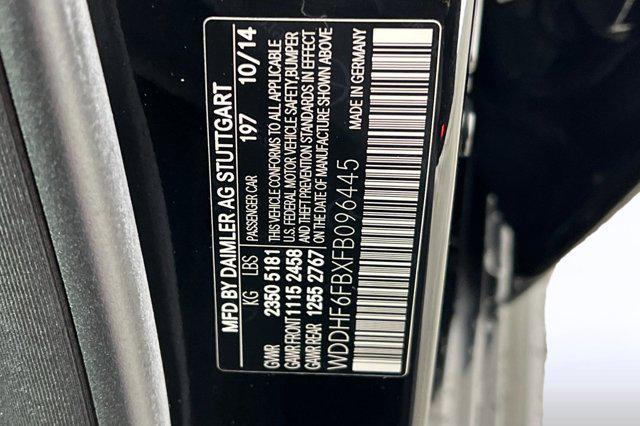 MFD BY DAIMLER AG STUTTGART
197 10/14
KG LBS PASSENGER CAR
GVWR 2350 5181 THIS VEHICLE CONFORMS TO ALL APPLICABLE
GAWR FRONT 1115 2458 U.S. FEDERAL MOTOR VEHICLE SAFETY, BUMPER
GAWR REAR 1255 2767 AND THEFT PREVENTION STANDARDS IN EFFECT
ON THE DATE OF MANUFACTURE SHOWN ABOVE
WDDHF6FBXFB096445 MADE IN GERMANY